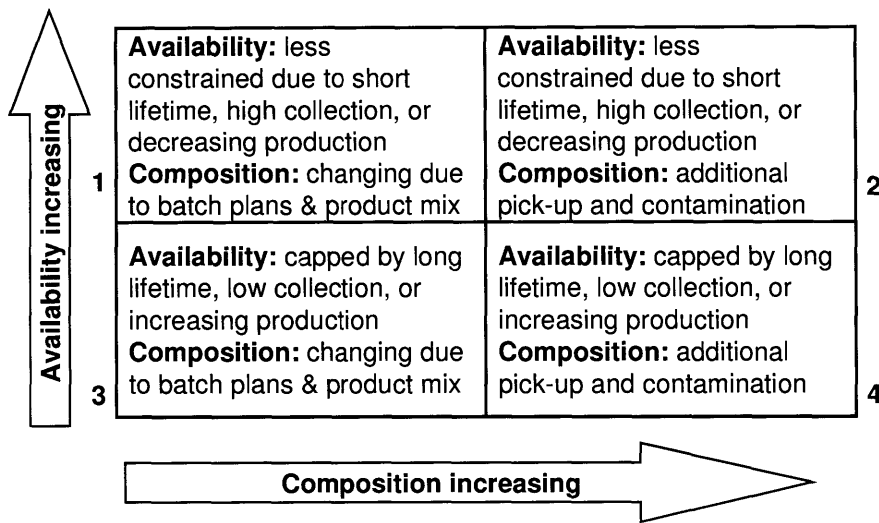 Availability increasing
1
Availability: less
constrained due to short
lifetime, high collection, or
decreasing production
Composition: changing due
to batch plans & product mix
Availability: less
constrained due to short
lifetime, high collection, or
decreasing production
Composition: additional
pick-up and contamination
2
3
Availability: capped by long
lifetime, low collection, or
increasing production
Composition: changing due
to batch plans & product mix
Availability: capped by long
lifetime, low collection, or
increasing production
Composition: additional
pick-up and contamination
4
Composition increasing